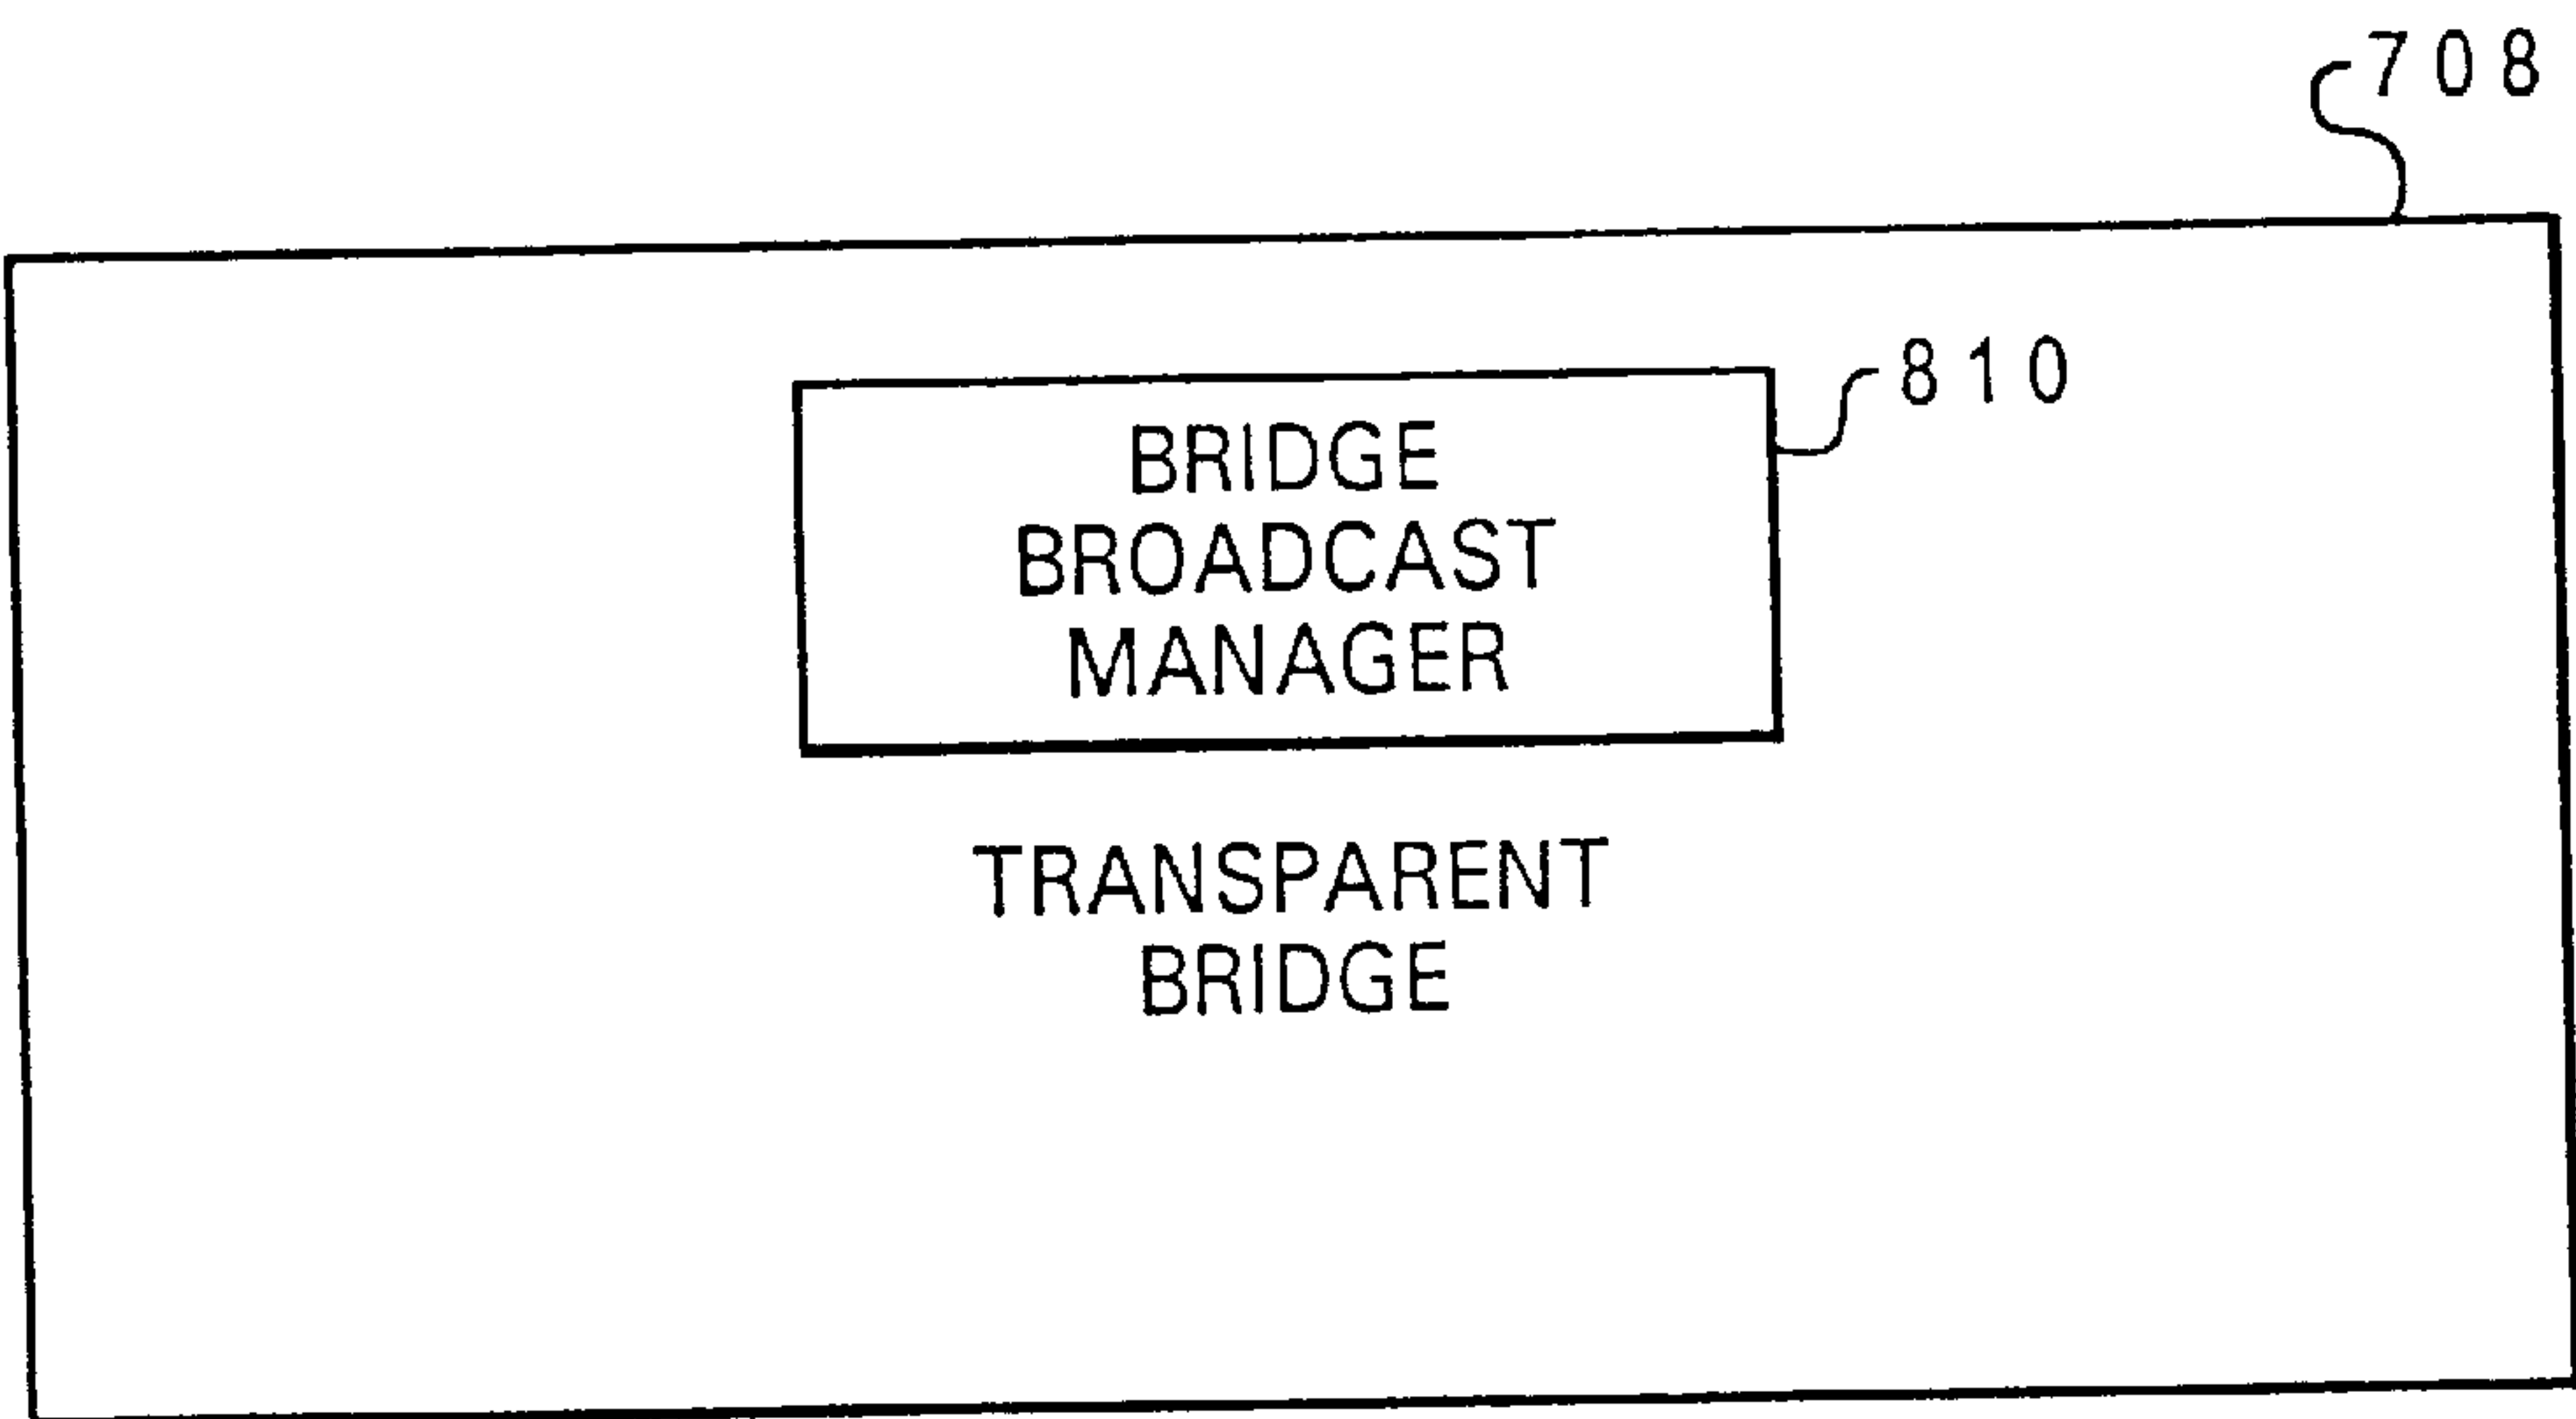 708
810
BRIDGE
BROADCAST
MANAGER
TRANSPARENT
BRIDGE